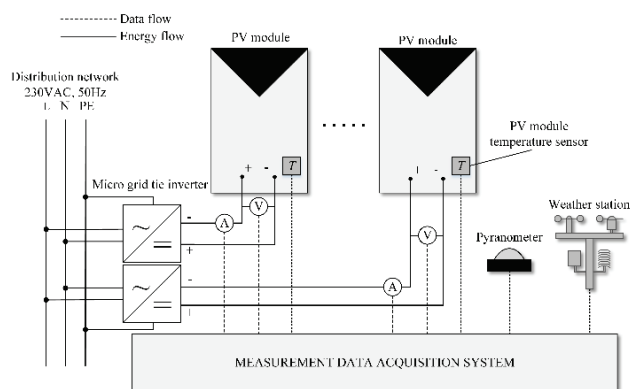 Data flow
Energy flow
PV module
PV module
Distribution network
230VAC, 50Hz
L N PE
+ - T
+ - T
PV module
temperature sensor
Micro grid tie inverter
-
A
V
+
-
A
V
+
Pyranometer
Weather station
MEASUREMENT DATA ACQUISITION SYSTEM